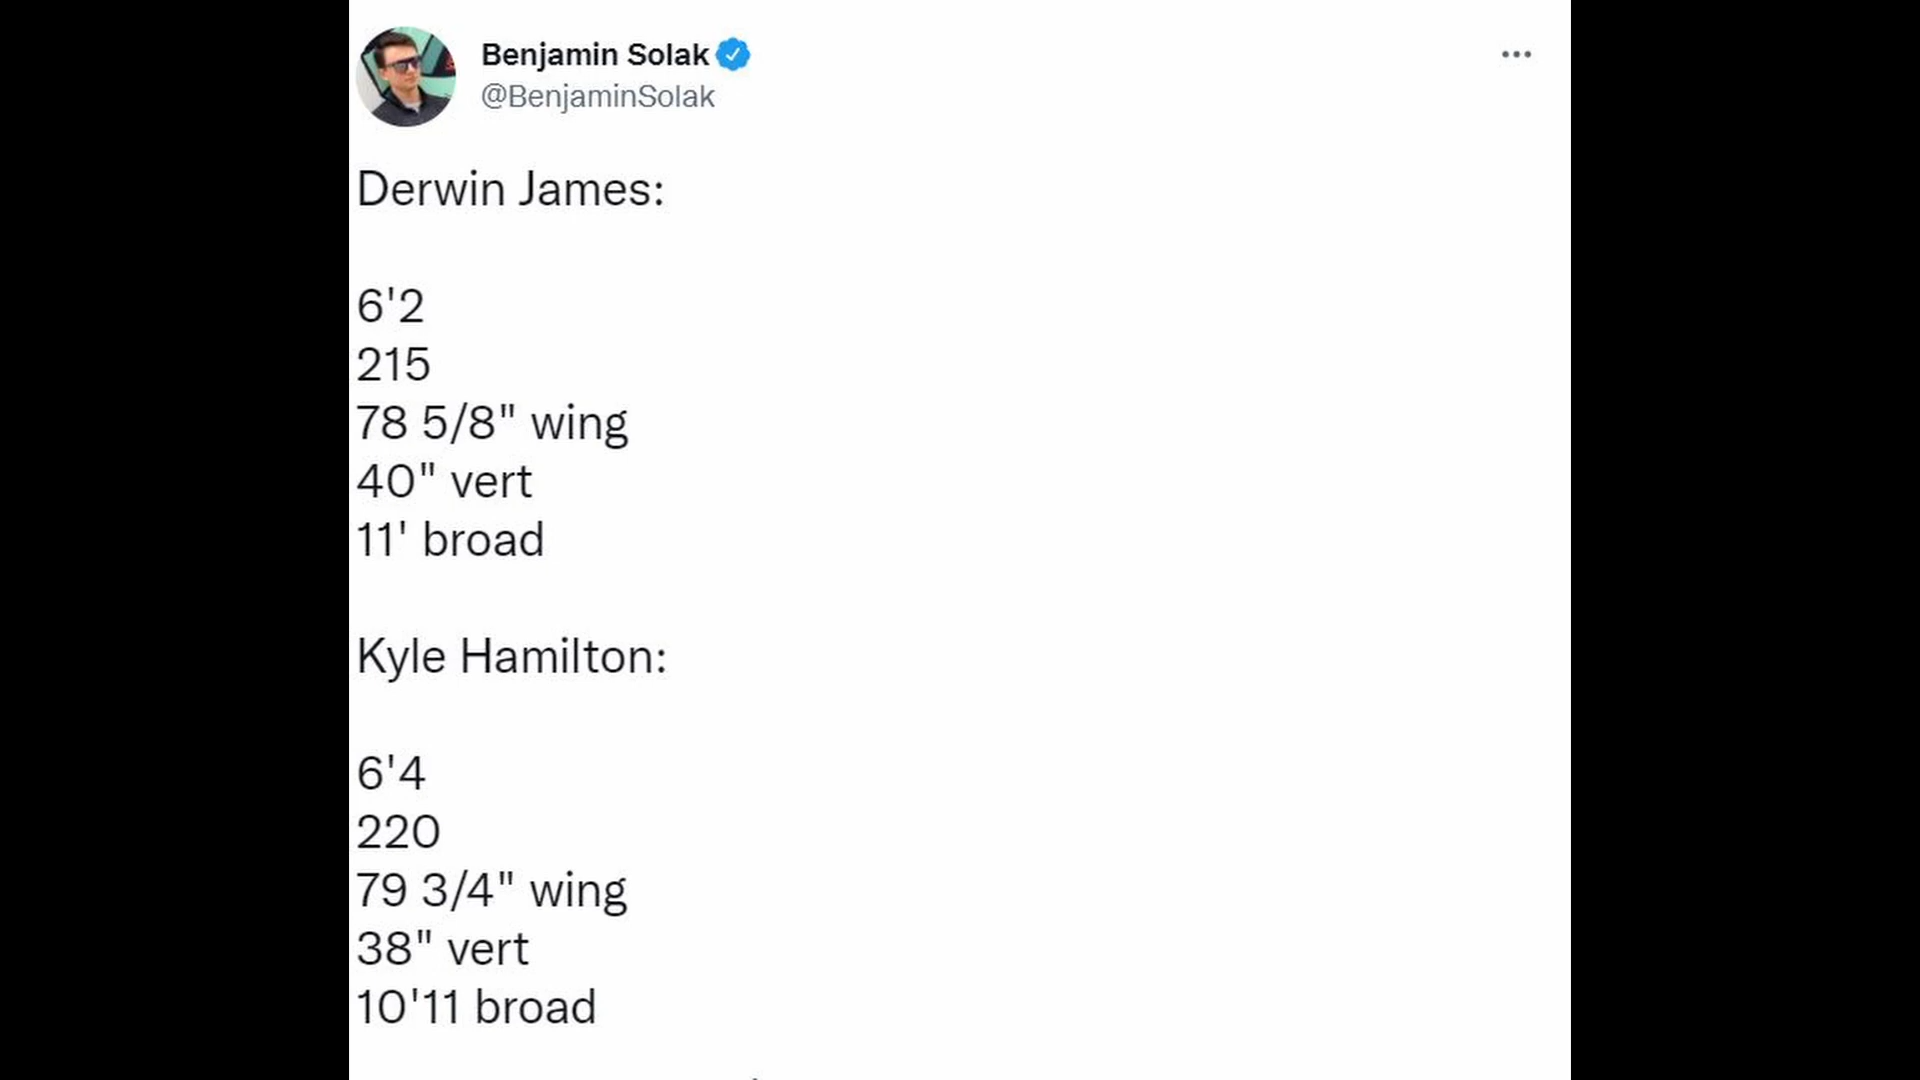 Benjamin Solak
@BenjaminSolak
Derwin James:
6'2
215
78 5/8" wing
40" vert
11' broad
Kyle Hamilton:
6'4
220
79 3/4" wing
38" vert
10'11 broad